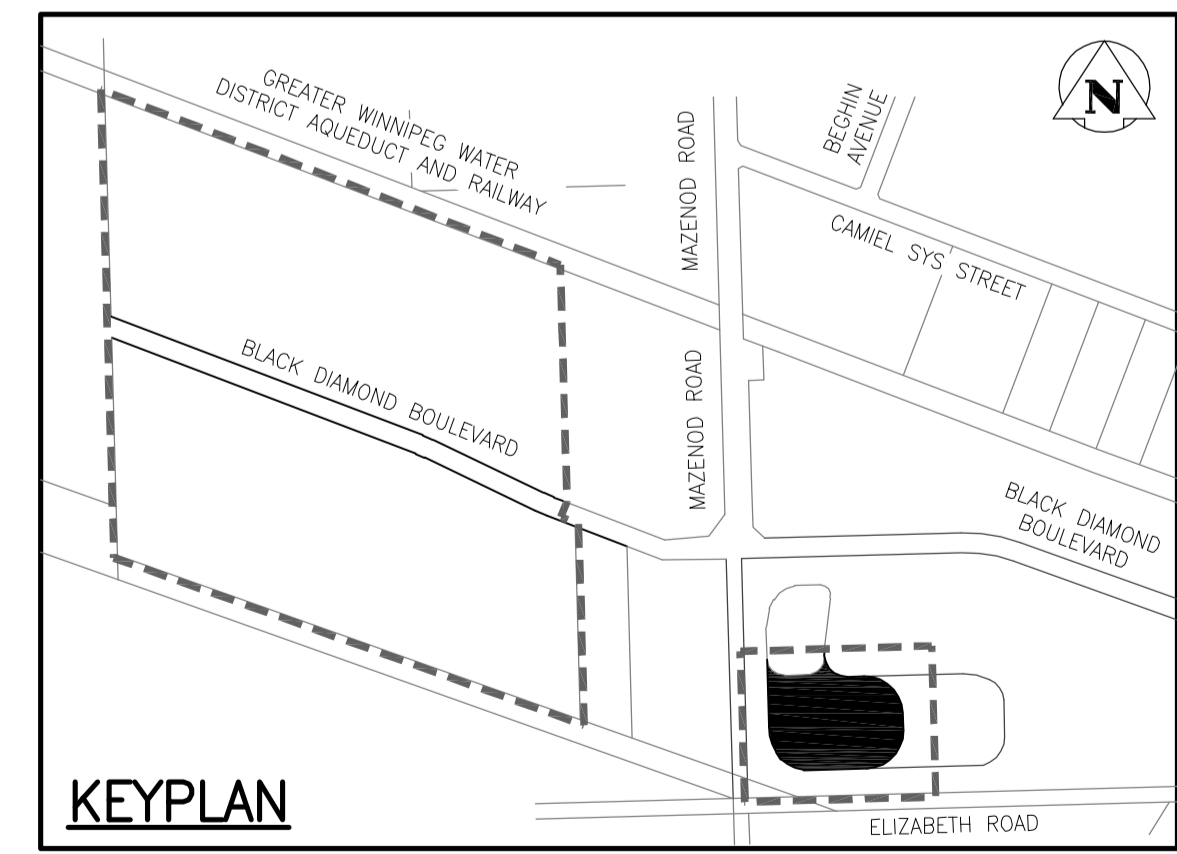 GREATER WINNIPEG WATER
DISTRICT AQUEDUCT AND RAILWAY
MAZENOD ROAD
BEGHIN
AVENUE
N
CAMIEL SYS STREET
BLACK DIAMOND BOULEVARD
MAZENOD ROAD
BLACK DIAMOND
BOULEVARD
KEYPLAN
ELIZABETH ROAD